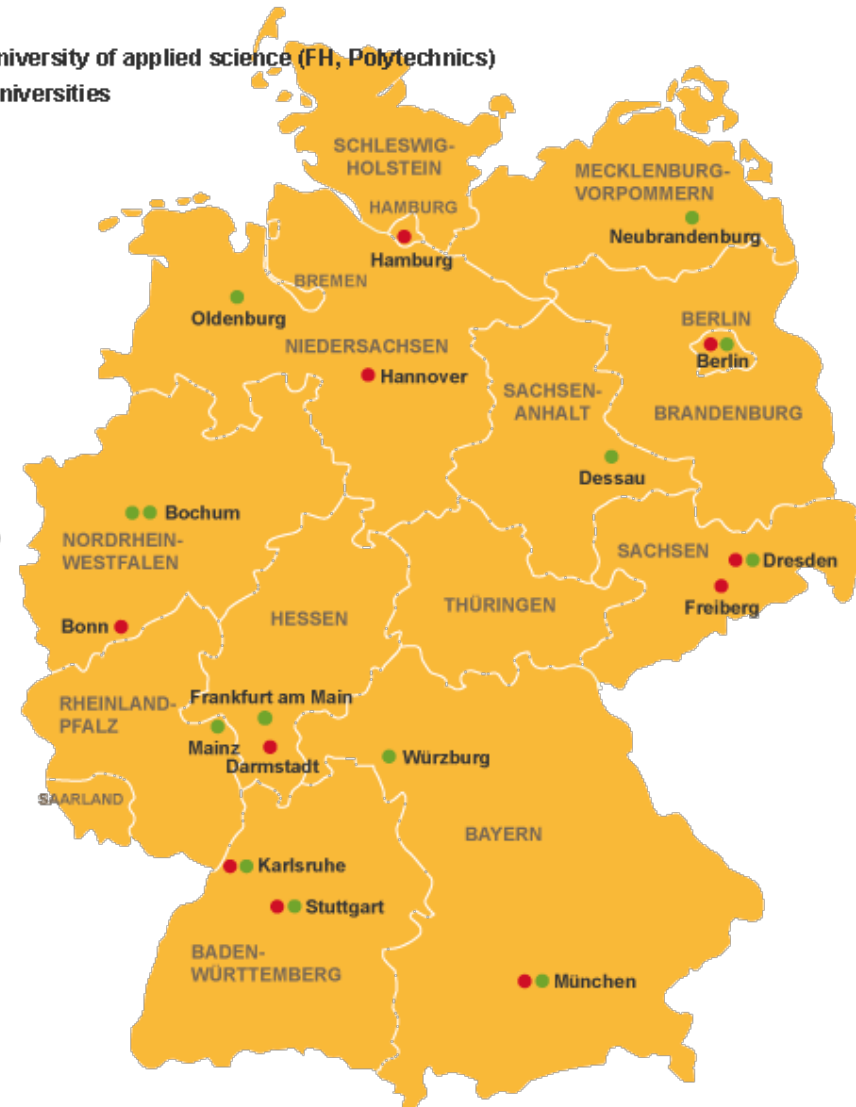 niversity of applied science (FH, Polytechnics)
niversities
SCHLESWIG-
HOLSTEIN
MECKLENBURG-
VORPOMMERN
HAMBURG
Neubrandenburg
Hamburg
BREMEN
Oldenburg
BERLIN
NIEDERSACHSEN
Berlin
Hannover
SACHSEN-
ANHALT
BRANDENBURG
Dessau
Bochum
NORDRHEIN-
WESTFALEN
SACHSEN
Dresden
THÜRINGEN
Freiberg
HESSEN
Bonn
Frankfurt am Main
RHEINLAND-
PFALZ
Mainz
Darmstadt
Würzburg
SAARLAND
BAYERN
Karlsruhe
Stuttgart
BADEN-
WÜRTTEMBERG
München